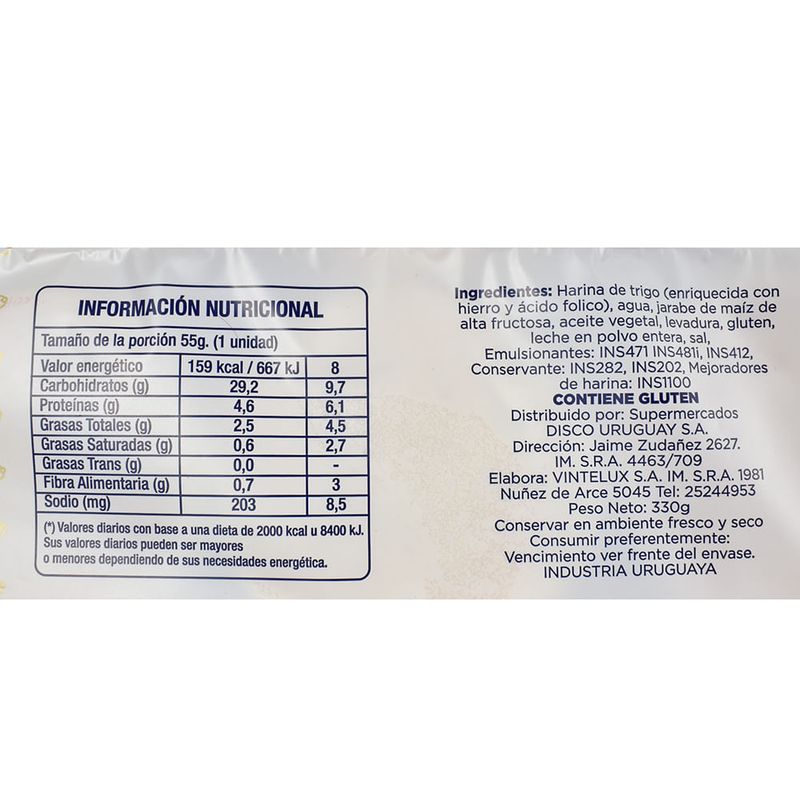 INFORMACIÓN NUTRICIONAL
Tamaño de la porción 55g. (1 unidad)
Valor energético 159 kcal / 667 kJ 8
Carbohidratos (g) 29,2 9,7
Proteínas (g) 4,6 6,1
Grasas Totales (g) 2,5 4,5
Grasas Saturadas (g) 0,6 2,7
Grasas Trans (g) 0,0 -
Fibra Alimentaria (g) 0,7 3
Sodio (mg) 203 8,5
(*) Valores diarios con base a una dieta de 2000 kcal u 8400 kJ.
Sus valores diarios pueden ser mayores
o menores dependiendo de sus necesidades energética.
Ingredientes: Harina de trigo (enriquecida con
hierro y ácido folico), agua, jarabe de maíz de
alta fructosa, aceite vegetal, levadura, gluten,
leche en polvo entera, sal,
Emulsionantes: INS471 INS481i, INS412,
Conservante: INS282, INS202, Mejoradores
de harina: INS1100
CONTIENE GLUTEN
Distribuido por: Supermercados
DISCO URUGUAY S.A.
Dirección: Jaime Zudañez 2627.
IM. S.R.A. 4463/709
Elabora: VINTELUX S.A. IM. S.R.A. 1981
Nuñez de Arce 5045 Tel: 25244953
Peso Neto: 330g
Conservar en ambiente fresco y seco
Consumir preferentemente:
Vencimiento ver frente del envase.
INDUSTRIA URUGUAYA